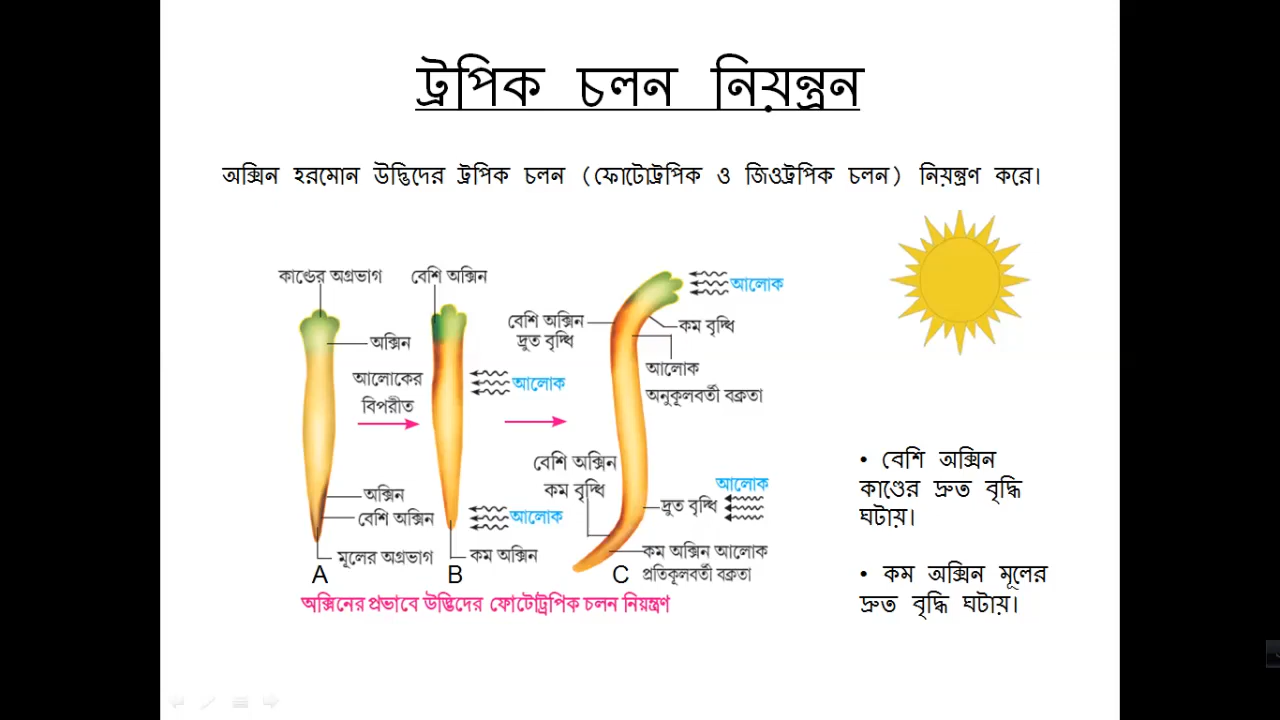 ট্রপিক চলন নিয়ন্ত্রন
অক্সিন হরমোন উদ্ভিদের ট্রপিক চলন (ফোটোট্রপিক ও জিওট্রপিক চলন) নিয়ন্ত্রণ করে।
কাণ্ডের অগ্রভাগ
অক্সিন
আলোকের
বিপরীত
অক্সিন
বেশি অক্সিন
মূলের অগ্রভাগ
A
বেশি অক্সিন
আলোক
আলোক
কম অক্সিন
B
আলোক
বেশি অক্সিন
দ্রুত বৃদ্ধি
কম বৃদ্ধি
আলোক
অনুকূলবর্তী বক্রতা
বেশি অক্সিন
কম বৃদ্ধি
আলোক
দ্রুত বৃদ্ধি
কম অক্সিন আলোক
প্রতিকূলবর্তী বক্রতা
C
অক্সিনের প্রভাবে উদ্ভিদের ফোটোট্রপিক চলন নিয়ন্ত্রণ
• বেশি অক্সিন
কাণ্ডের দ্রুত বৃদ্ধি
ঘটায়।
• কম অক্সিন মূলের
দ্রুত বৃদ্ধি ঘটায়।